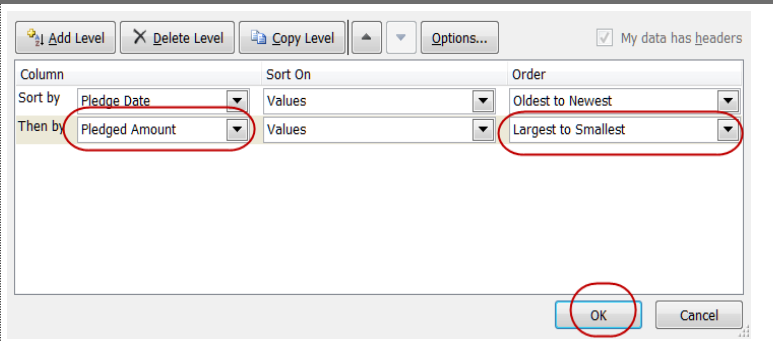 Add Level Delete Level Copy Level Options... My data has headers
Column Sort On Order
Sort by Pledge Date Values Oldest to Newest
Then by Pledged Amount Values Largest to Smallest
OK Cancel